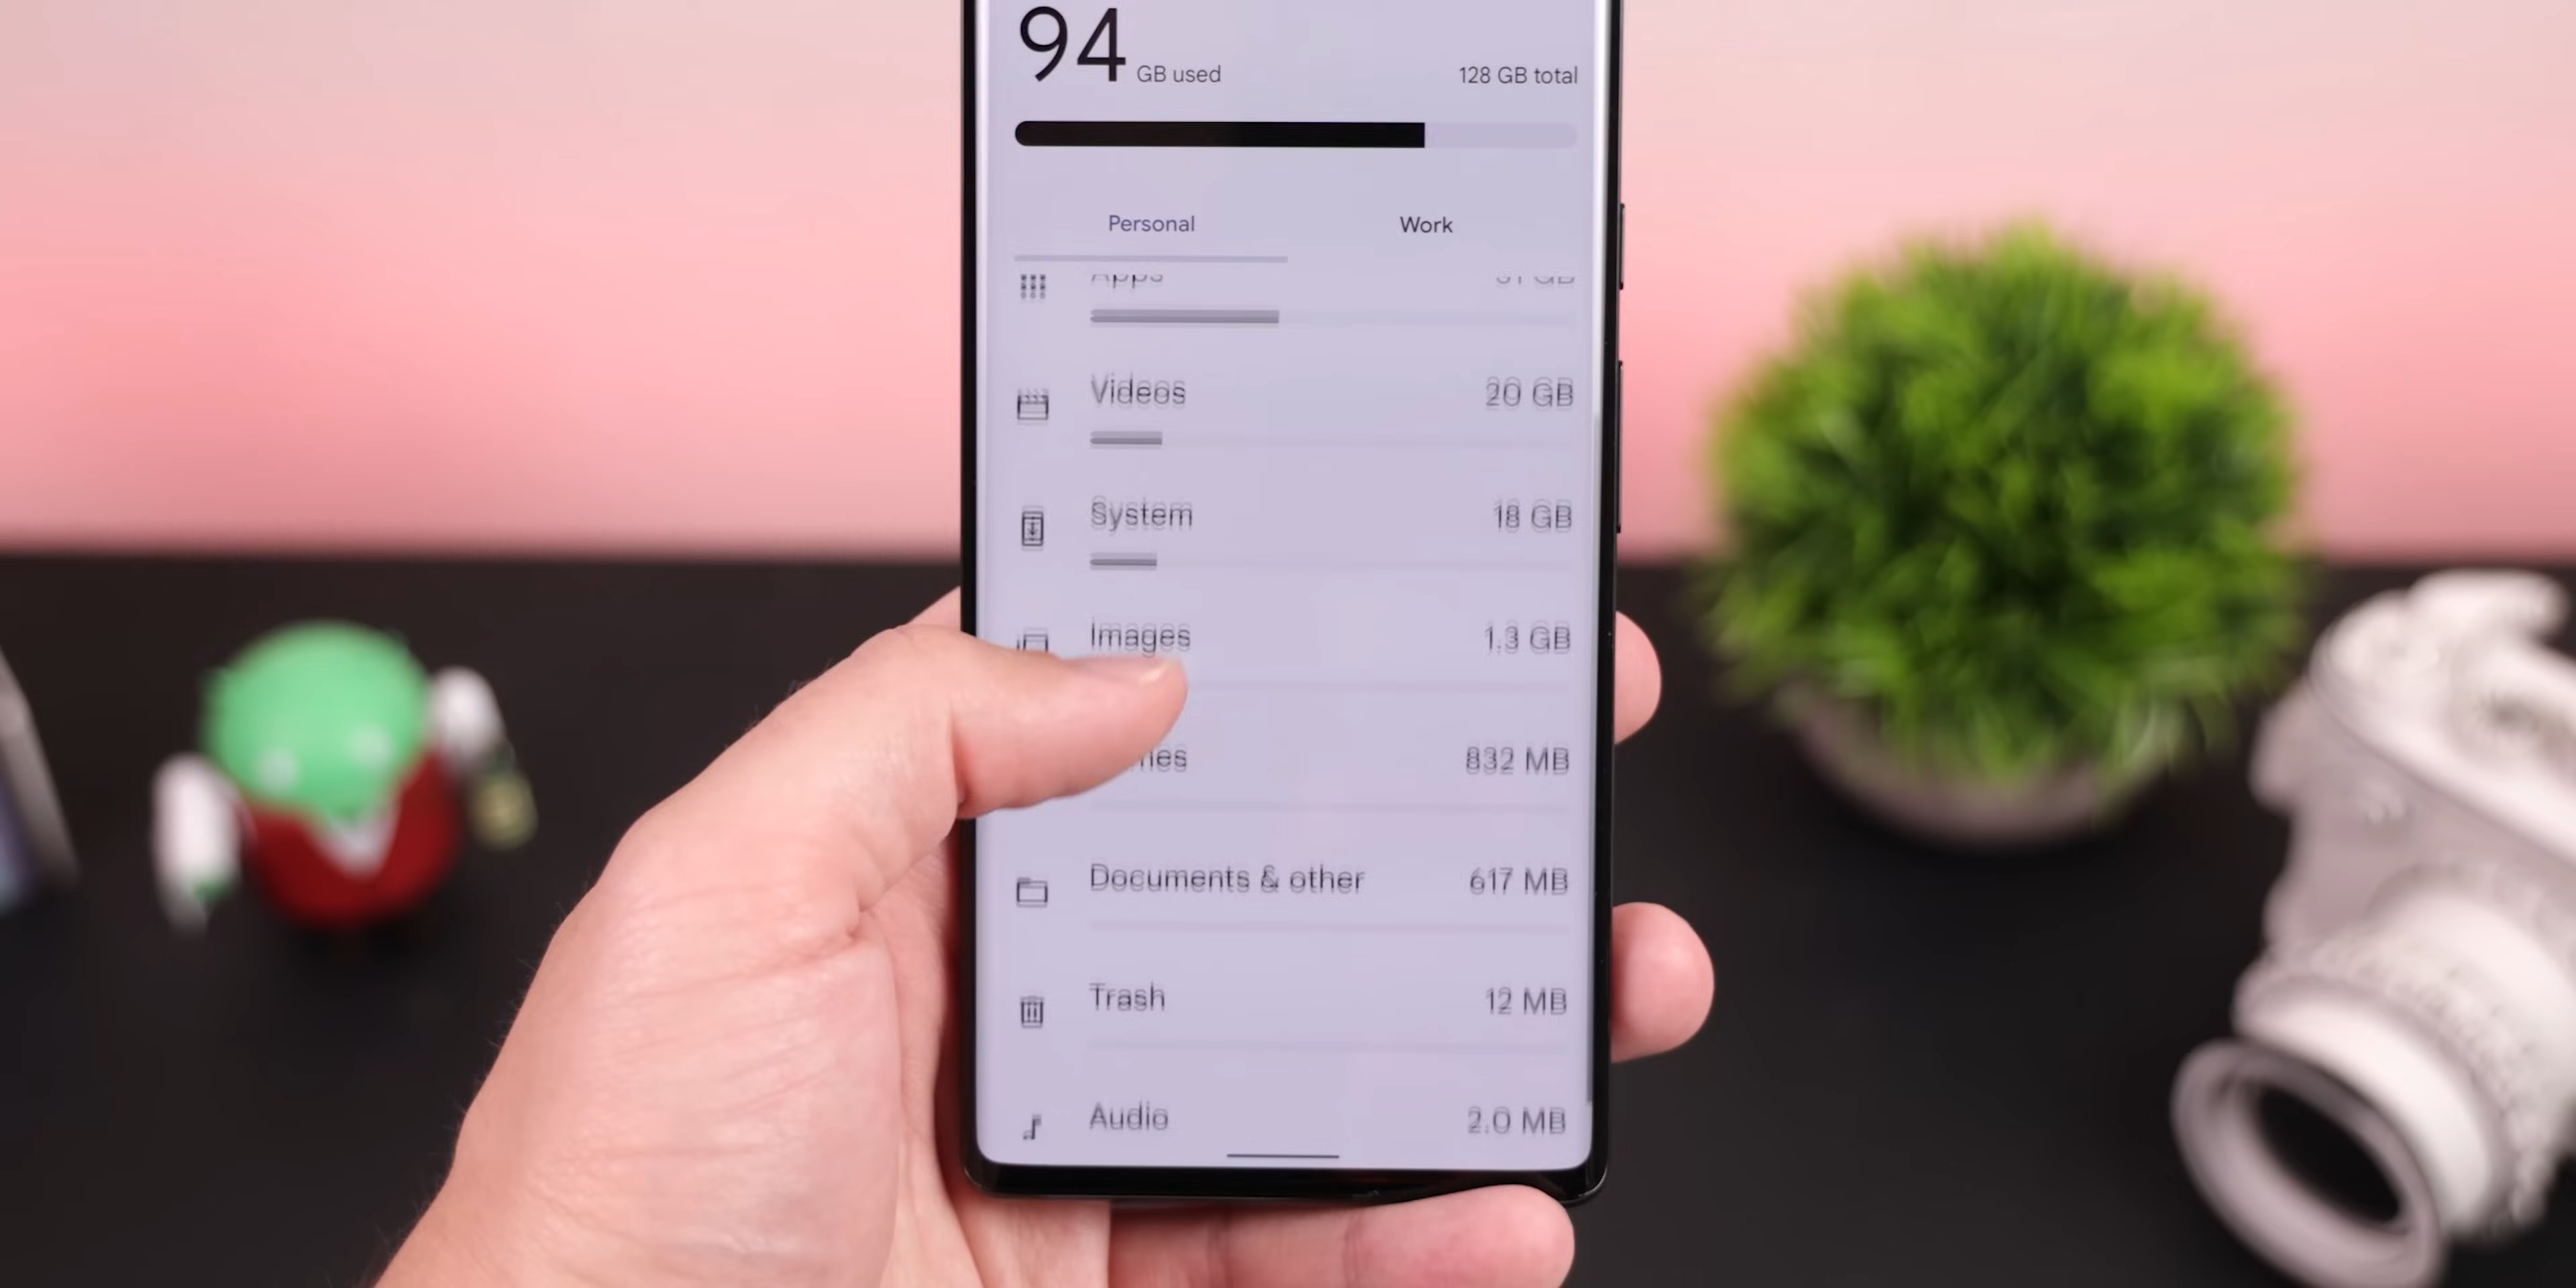 94 GB used 128 GB total
Personal Work
Apps
Videos 20 GB
System 18 GB
Images 1.3 GB
832 MB
Documents & other 617 MB
Trash 12 MB
Audio 2.0 MB